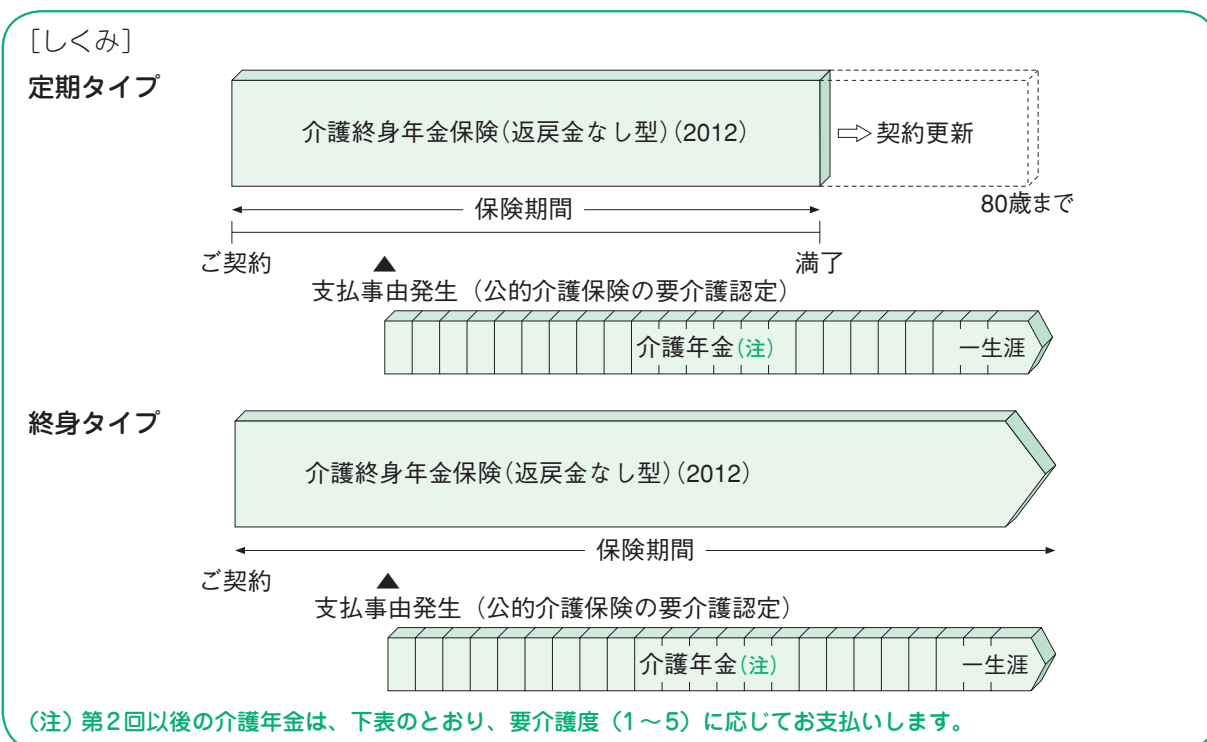 ［しくみ］
定期タイプ
介護終身年金保険（返戻金なし型）（2012）
⇨契約更新
80歳まで
保険期間
ご契約
満了
▲
支払事由発生（公的介護保険の要介護認定）
介護年金（注）
一生涯
終身タイプ
介護終身年金保険（返戻金なし型）（2012）
保険期間
ご契約
▲
支払事由発生（公的介護保険の要介護認定）
介護年金（注）
一生涯
（注）第2回以後の介護年金は、下表のとおり、要介護度（1～5）に応じてお支払いします。